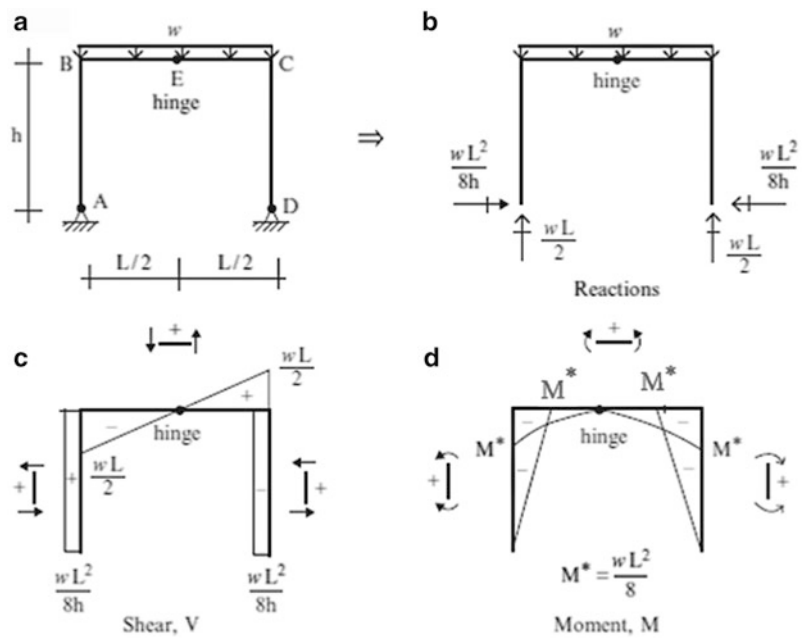 a
w
B
C
E
hinge
h
A
D
L/2
L/2
⇒
b
w
hinge
wL²/8h
wL²/8h
wL/2
wL/2
Reactions
c
+
wL/2
+
−
hinge
wL/2
+
+
−
+
wL²/8h
wL²/8h
Shear, V
d
+
M*
M*
−
−
hinge
M*
M*
+
−
−
+
M* = wL²/8
Moment, M